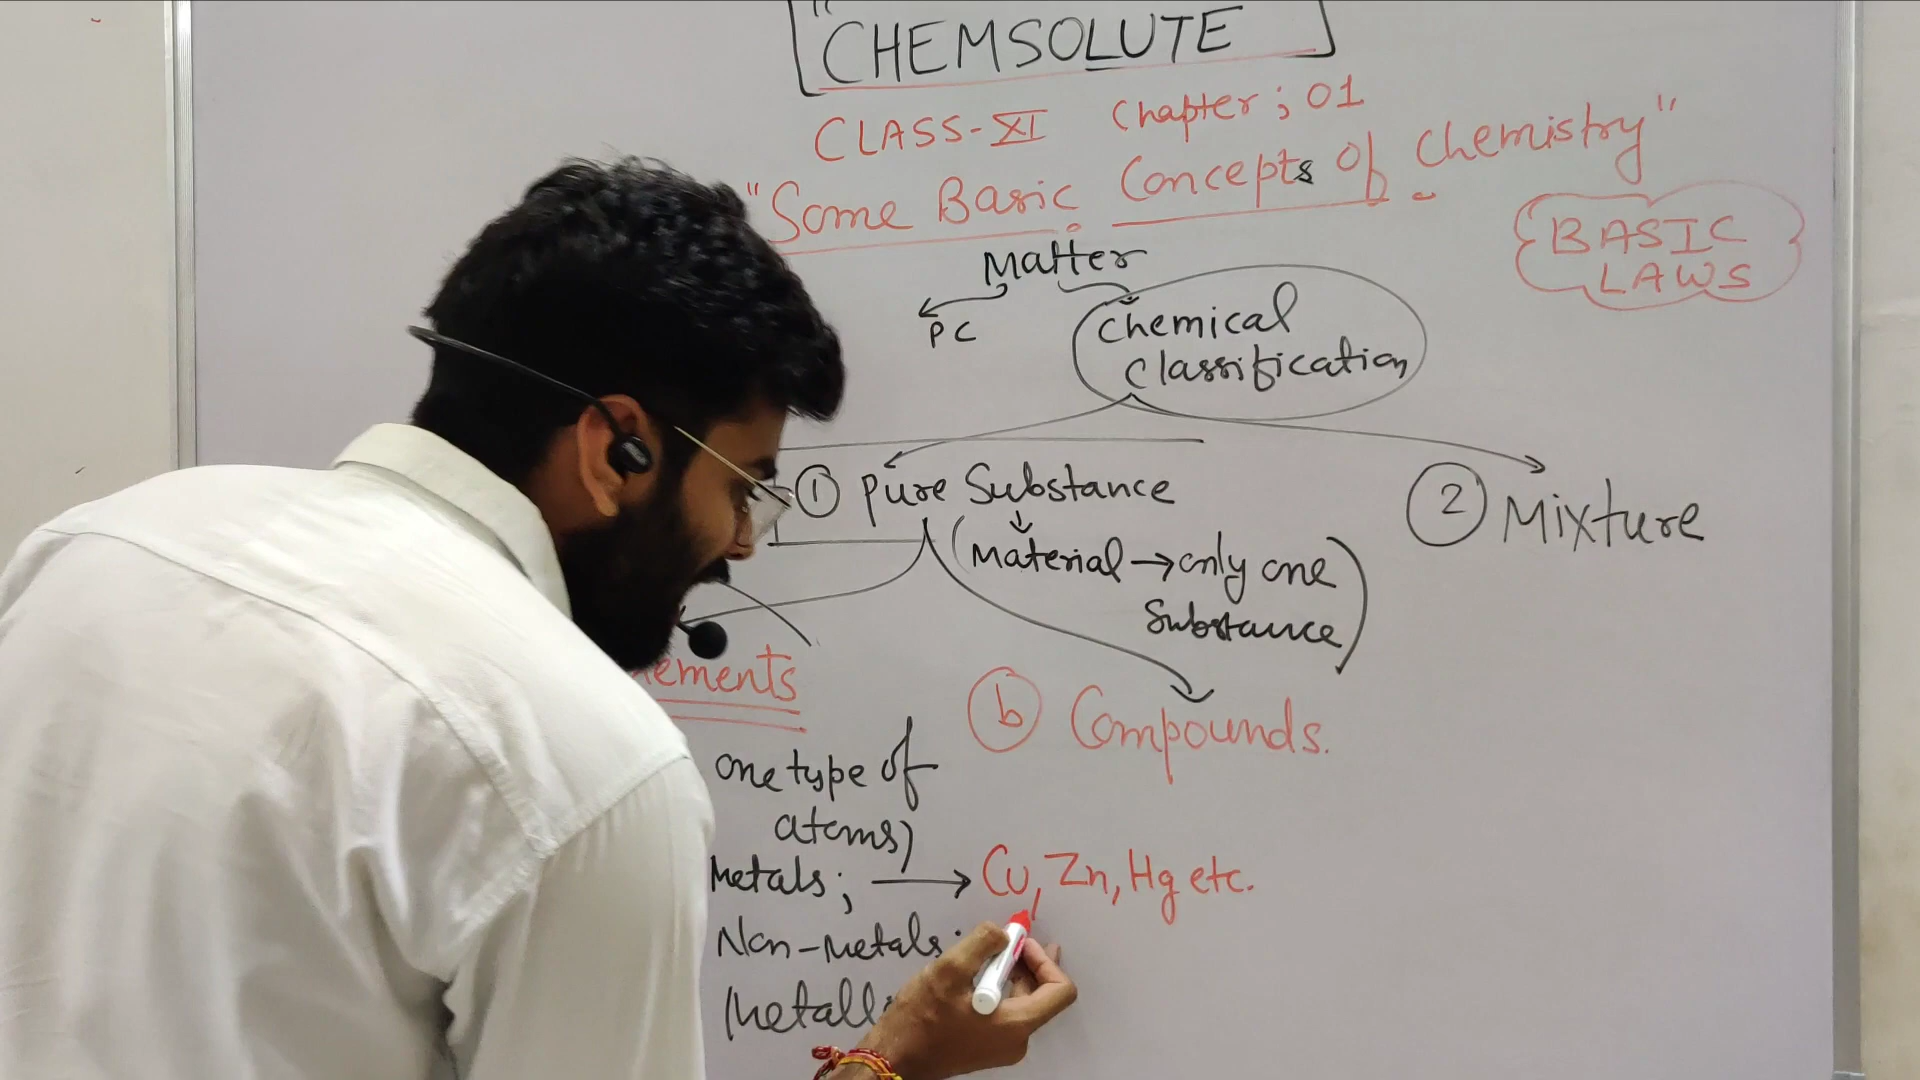 "CHEMSOLUTE
CLASS-XI Chapter ; 01
"Some Basic Concepts Of Chemistry"
BASIC
LAWS
Matter
PC
Chemical
Classification
① Pure Substance
② Mixture
(Material → only one
Substance)
ements
ⓑ Compounds.
one type of
atoms)
Metals ; → Cu, Zn, Hg etc.
Non-Metals